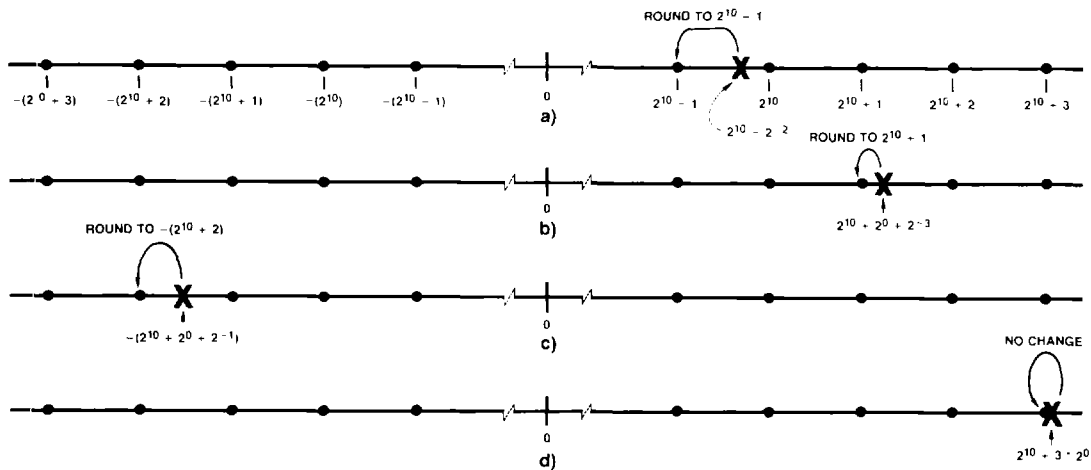 ROUND TO 2¹⁰ − 1
−(2 0 + 3) −(2¹⁰ + 2) −(2¹⁰ + 1) −(2¹⁰) −(2¹⁰ − 1) 0 2¹⁰ − 1 2¹⁰ 2¹⁰ + 1 2¹⁰ + 2 2¹⁰ + 3
a)
2¹⁰ − 2⁻²
ROUND TO 2¹⁰ + 1
0
b)
2¹⁰ + 2⁰ + 2⁻³
ROUND TO −(2¹⁰ + 2)
0
−(2¹⁰ + 2⁰ + 2⁻¹)
c)
NO CHANGE
0
d)
2¹⁰ + 3 · 2⁰